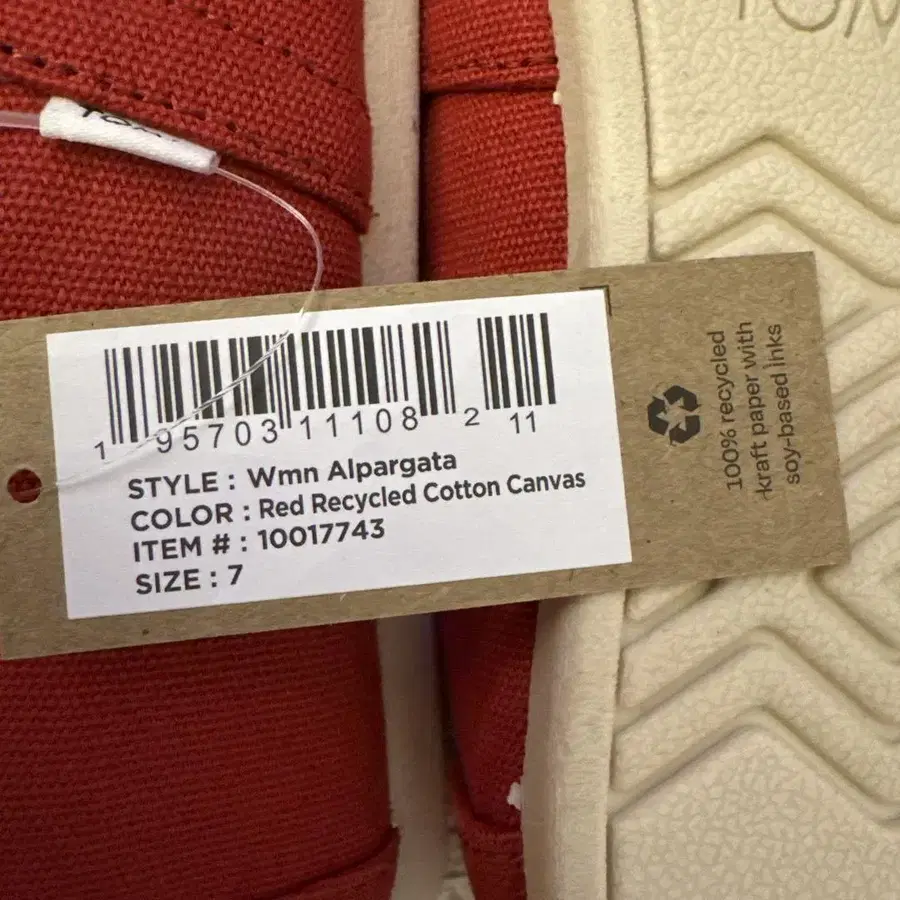 TOM
1 95703 11108 2 11
STYLE : Wmn Alpargata
COLOR : Red Recycled Cotton Canvas
ITEM # : 10017743
SIZE : 7
100% recycled
kraft paper with
soy-based inks